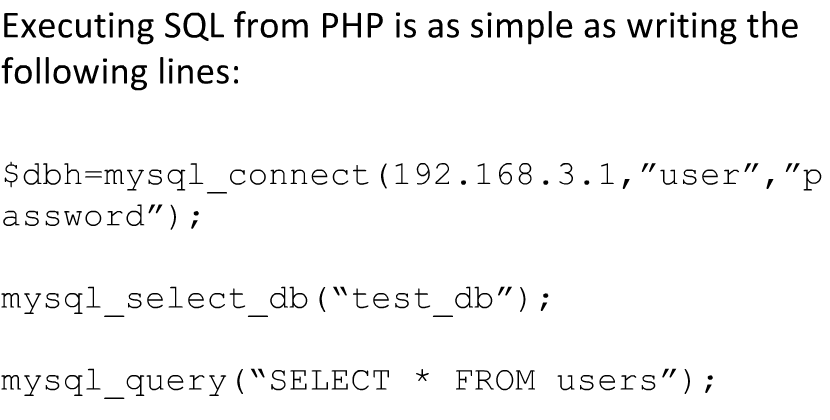 Executing SQL from PHP is as simple as writing the
following lines:
$dbh=mysql_connect(192.168.3.1,”user”,”p
assword”);
mysql_select_db(“test_db”);
mysql_query(“SELECT * FROM users”);